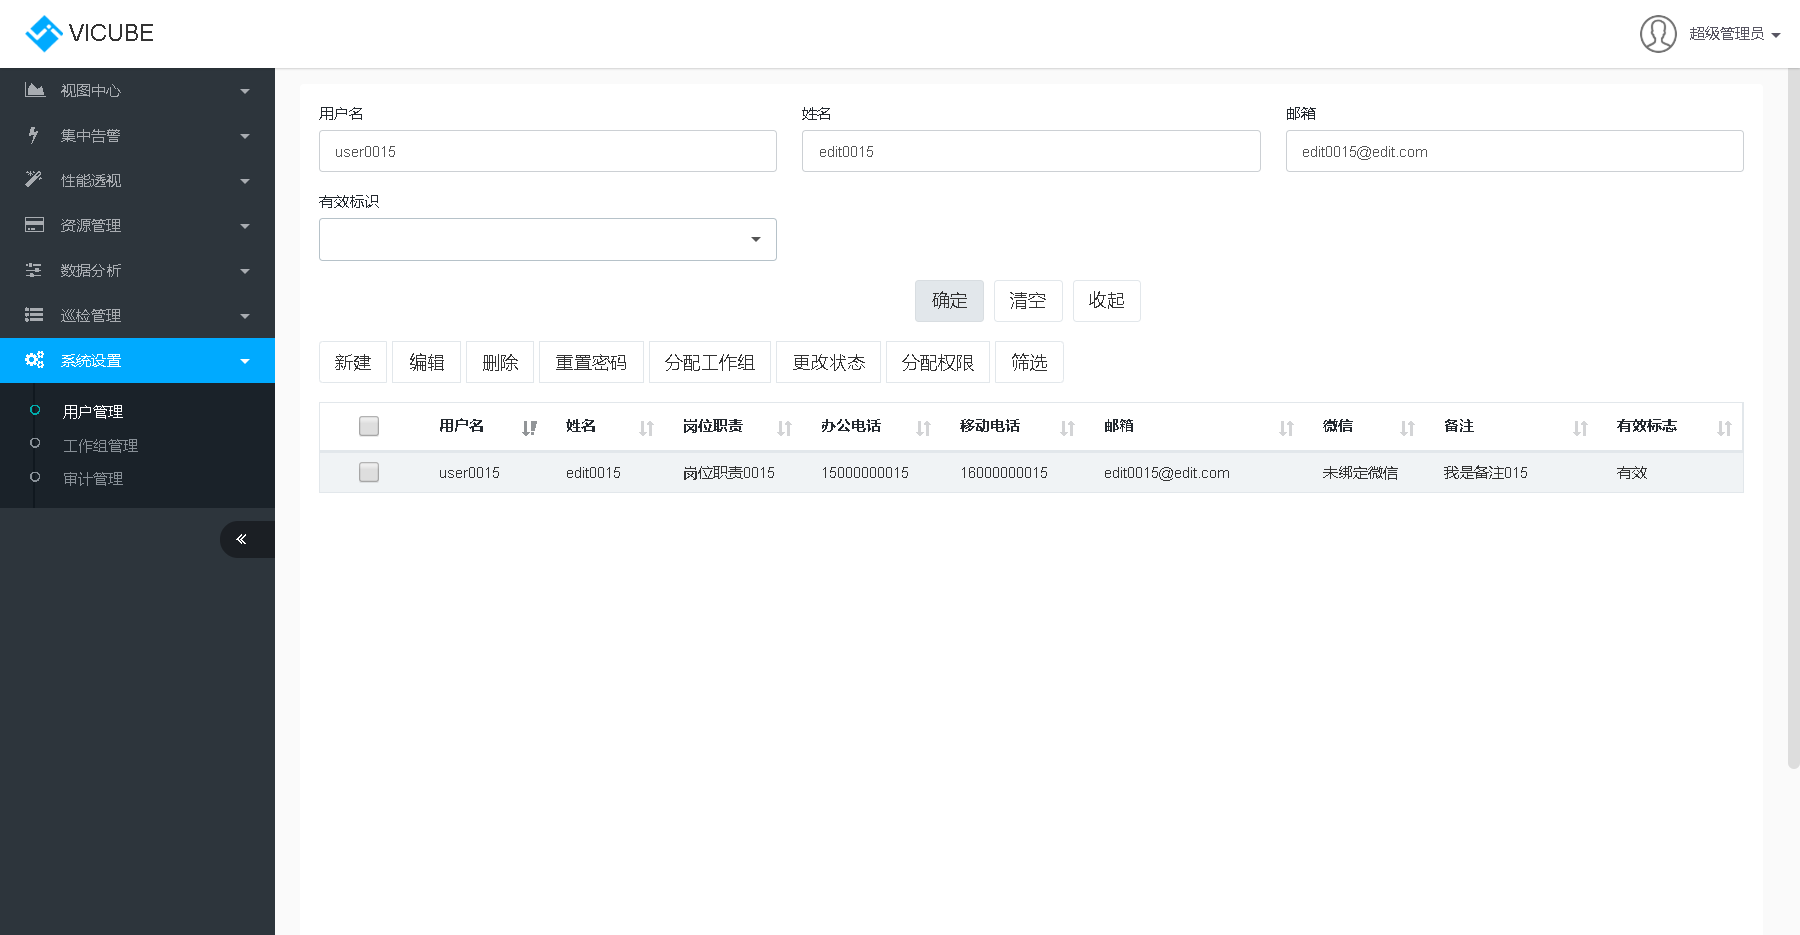 VICUBE
超级管理员
视图中心
集中告警
性能透视
资源管理
数据分析
巡检管理
系统设置
用户管理
工作组管理
审计管理
用户名 姓名 邮箱
user0015 edit0015 edit0015@edit.com
有效标识
确定 清空 收起
新建 编辑 删除 重置密码 分配工作组 更改状态 分配权限 筛选
用户名 姓名 岗位职责 办公电话 移动电话 邮箱 微信 备注 有效标志
user0015 edit0015 岗位职责0015 15000000015 16000000015 edit0015@edit.com 未绑定微信 我是备注015 有效